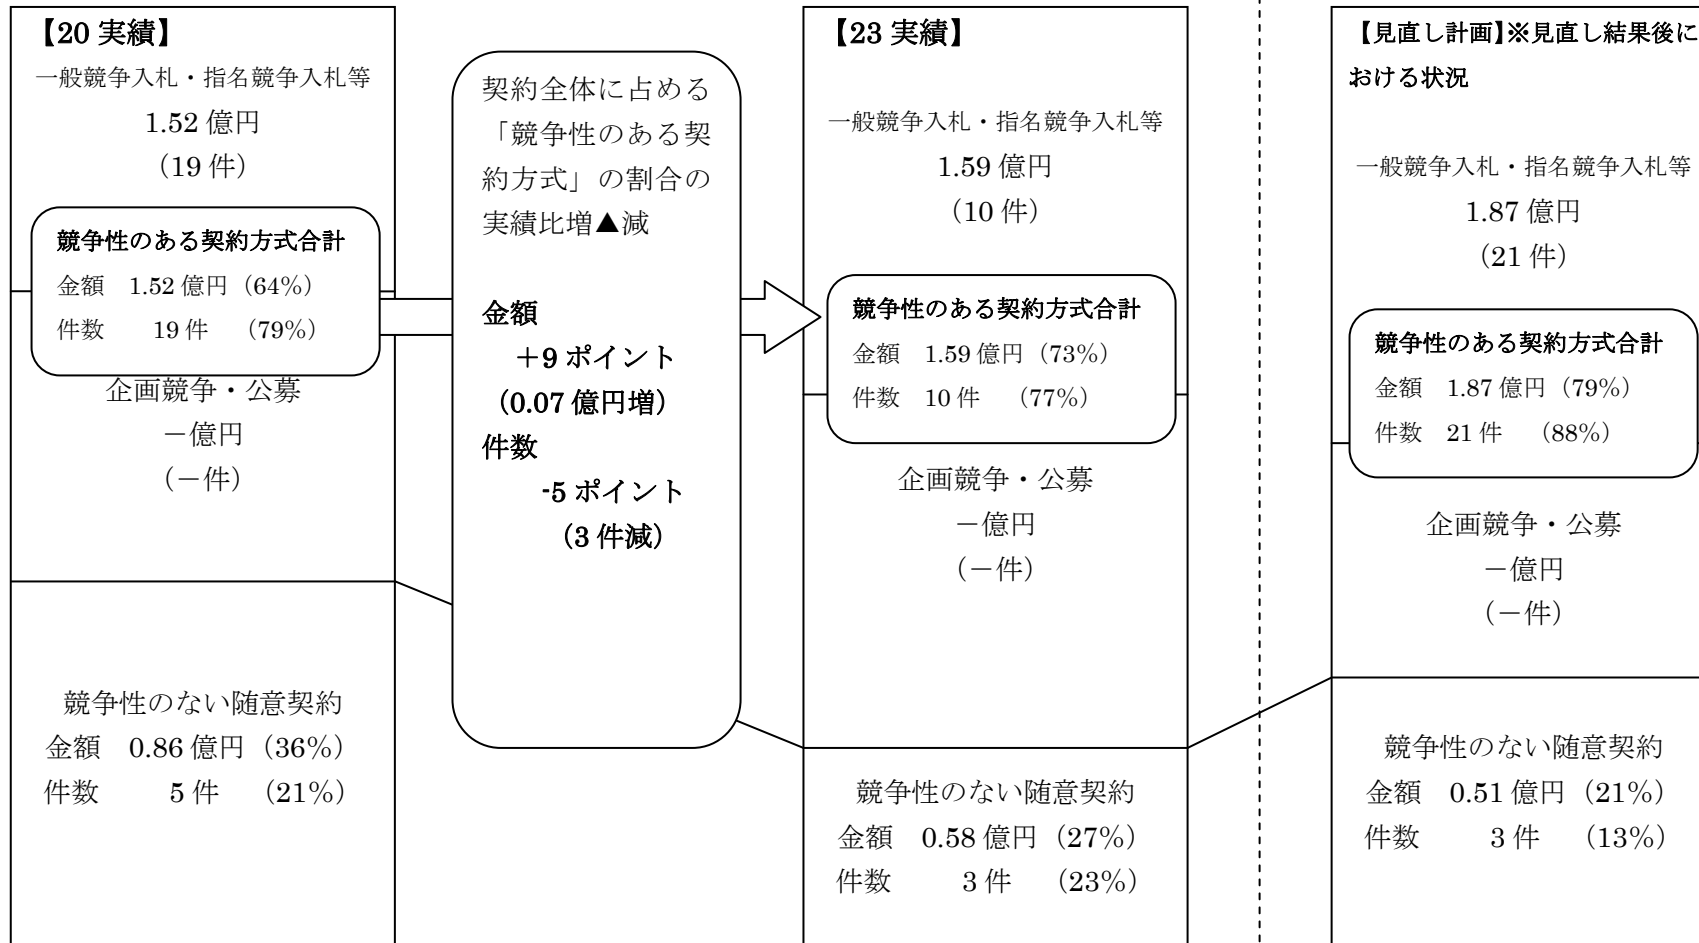 【20 実績】
一般競争入札・指名競争入札等
1.52 億円
（19 件）
競争性のある契約方式合計
金額　1.52 億円（64%）
件数　　19 件　（79%）
企画競争・公募
－億円
（－件）
競争性のない随意契約
金額　0.86 億円（36%）
件数　　　5 件　（21%）
契約全体に占める
「競争性のある契
約方式」の割合の
実績比増▲減
金額
＋9 ポイント
（0.07 億円増）
件数
-5 ポイント
（3 件減）
【23 実績】
一般競争入札・指名競争入札等
1.59 億円
（10 件）
競争性のある契約方式合計
金額　1.59 億円（73%）
件数　10 件　（77%）
企画競争・公募
－億円
（－件）
競争性のない随意契約
金額　0.58 億円（27%）
件数　　　3 件　（23%）
【見直し計画】※見直し結果後に
おける状況
一般競争入札・指名競争入札等
1.87 億円
（21 件）
競争性のある契約方式合計
金額　1.87 億円（79%）
件数　21 件　（88%）
企画競争・公募
－億円
（－件）
競争性のない随意契約
金額　0.51 億円（21%）
件数　　　3 件　（13%）